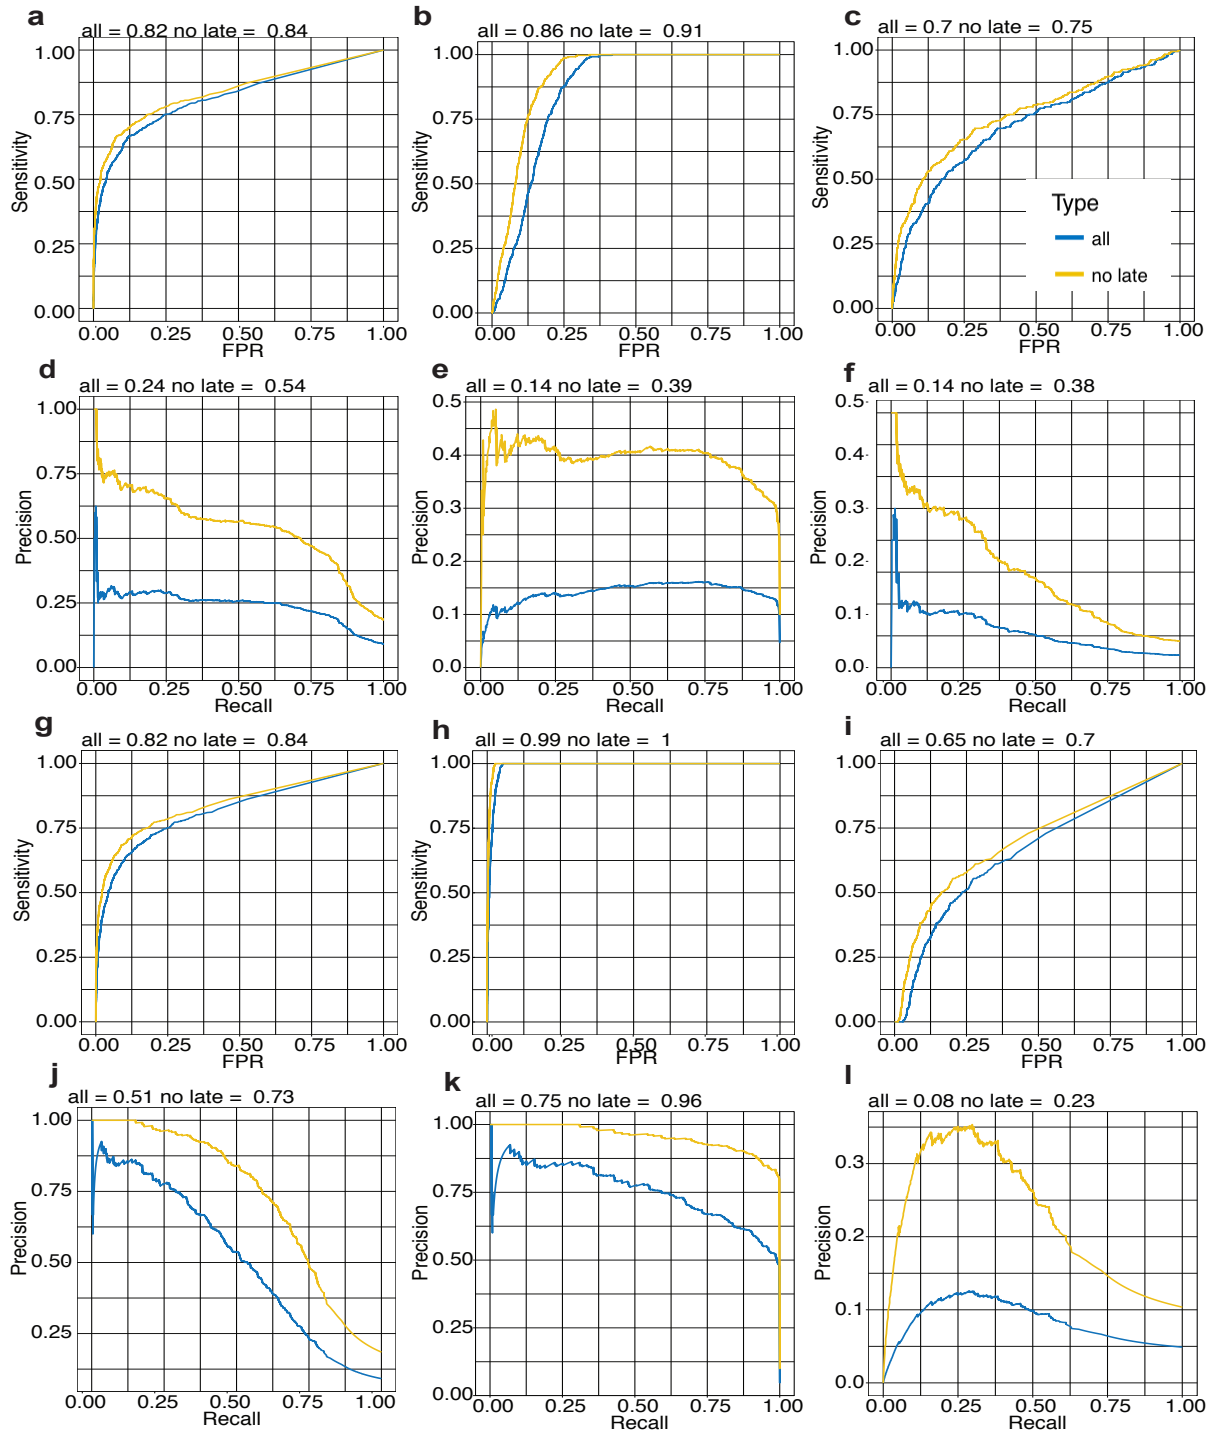 a
all = 0.82 no late = 0.84
1.00
0.75
0.50
0.25
0.00
Sensitivity
0.00 0.25 0.50 0.75 1.00
FPR
b
all = 0.86 no late = 0.91
1.00
0.75
0.50
0.25
0.00
Sensitivity
0.00 0.25 0.50 0.75 1.00
FPR
c
all = 0.7 no late = 0.75
1.00
0.75
0.50
0.25
0.00
Sensitivity
Type
all
no late
0.00 0.25 0.50 0.75 1.00
FPR
d
all = 0.24 no late = 0.54
1.00
0.75
0.50
0.25
0.00
Precision
0.00 0.25 0.50 0.75 1.00
Recall
e
all = 0.14 no late = 0.39
0.5
0.4
0.3
0.2
0.1
0.0
Precision
0.00 0.25 0.50 0.75 1.00
Recall
f
all = 0.14 no late = 0.38
0.5
0.4
0.3
0.2
0.1
0.0
Precision
0.00 0.25 0.50 0.75 1.00
Recall
g
all = 0.82 no late = 0.84
1.00
0.75
0.50
0.25
0.00
Sensitivity
0.00 0.25 0.50 0.75 1.00
FPR
h
all = 0.99 no late = 1
1.00
0.75
0.50
0.25
0.00
Sensitivity
0.00 0.25 0.50 0.75 1.00
FPR
i
all = 0.65 no late = 0.7
1.00
0.75
0.50
0.25
0.00
Sensitivity
0.00 0.25 0.50 0.75 1.00
FPR
j
all = 0.51 no late = 0.73
1.00
0.75
0.50
0.25
Precision
0.00 0.25 0.50 0.75 1.00
Recall
k
all = 0.75 no late = 0.96
1.00
0.75
0.50
0.25
0.00
Precision
0.00 0.25 0.50 0.75 1.00
Recall
l
all = 0.08 no late = 0.23
0.3
0.2
0.1
0.0
Precision
0.00 0.25 0.50 0.75 1.00
Recall